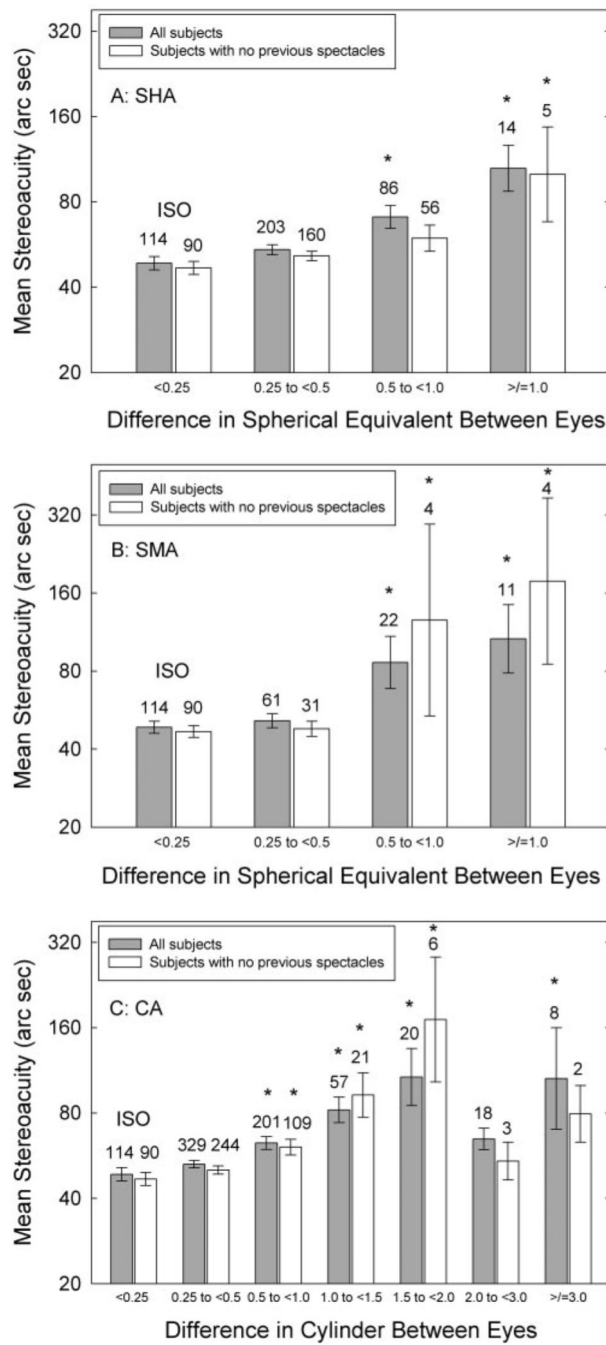 320
All subjects
Subjects with no previous spectacles
A: SHA
* *
14 5
160
*
86
56
80
ISO
203 160
114 90
40
20
Mean Stereoacuity (arc sec)
<0.25 0.25 to <0.5 0.5 to <1.0 >/=1.0
Difference in Spherical Equivalent Between Eyes
All subjects
Subjects with no previous spectacles
* *
4 4
320
B: SMA
160
* *
22 11
80
ISO
114 90 61 31
40
20
Mean Stereoacuity (arc sec)
<0.25 0.25 to <0.5 0.5 to <1.0 >/=1.0
Difference in Spherical Equivalent Between Eyes
All subjects
Subjects with no previous spectacles
*
6
320
C: CA
160
* * * *
57 21 20 8
2
* *
201 109
18 3
80
ISO
114 90 329 244
40
20
Mean Stereoacuity (arc sec)
<0.25 0.25 to <0.5 0.5 to <1.0 1.0 to <1.5 1.5 to <2.0 2.0 to <3.0 >/=3.0
Difference in Cylinder Between Eyes